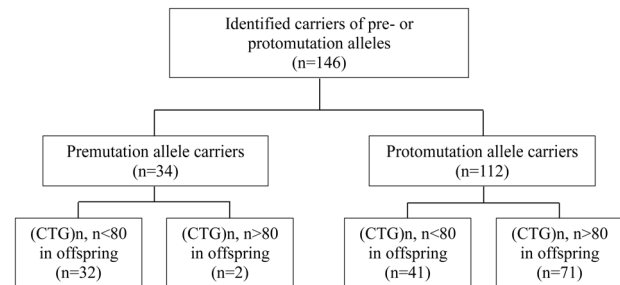 Identified carriers of pre- or
protomutation alleles
(n=146)
Premutation allele carriers
(n=34)
Protomutation allele carriers
(n=112)
(CTG)n, n<80
in offspring
(n=32)
(CTG)n, n>80
in offspring
(n=2)
(CTG)n, n<80
in offspring
(n=41)
(CTG)n, n>80
in offspring
(n=71)